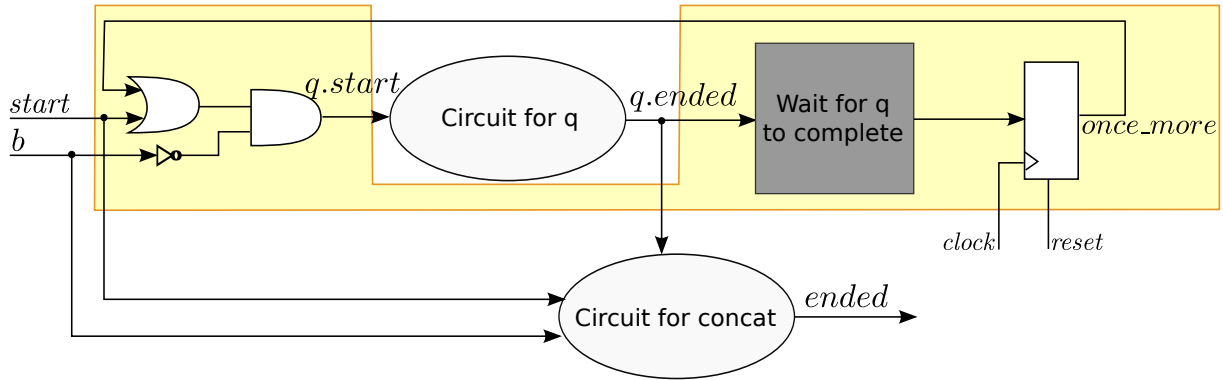 start
b
q.start
Circuit for q
q.ended
Wait for q
to complete
once_more
clock
reset
Circuit for concat
ended